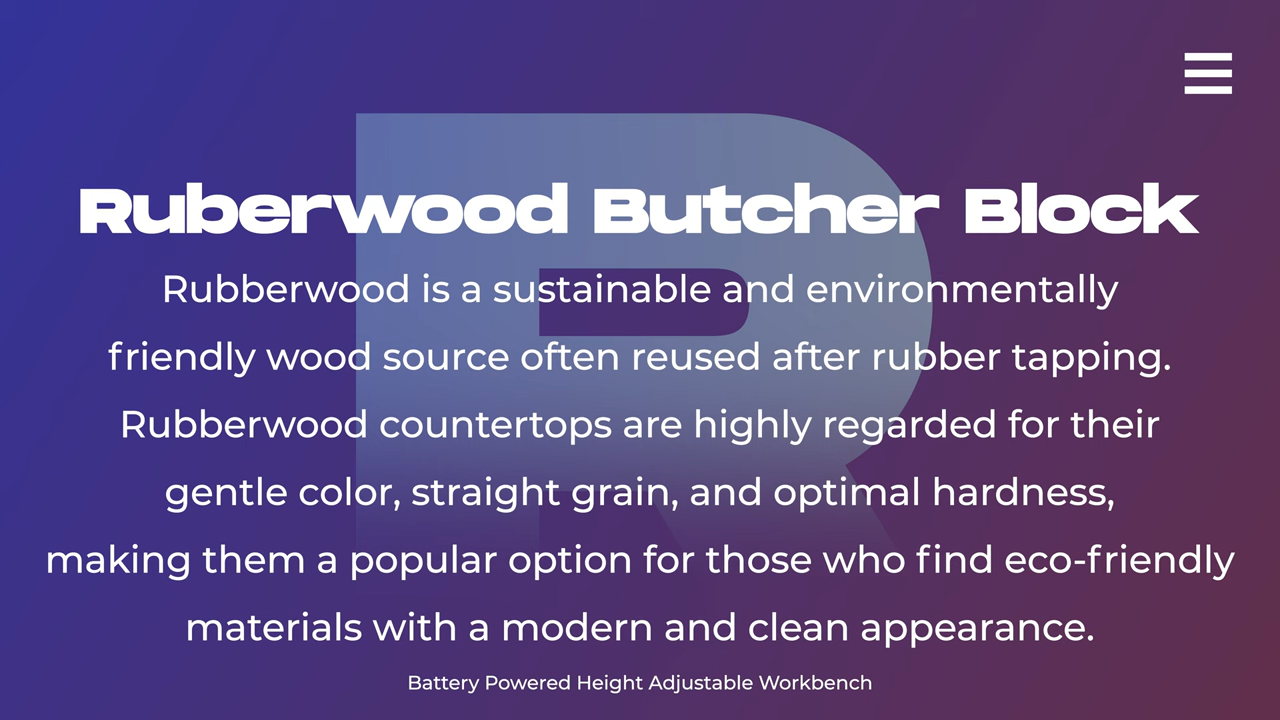 Ruberwood Butcher Block
Rubberwood is a sustainable and environmentally
friendly wood source often reused after rubber tapping.
Rubberwood countertops are highly regarded for their
gentle color, straight grain, and optimal hardness,
making them a popular option for those who find eco-friendly
materials with a modern and clean appearance.
Battery Powered Height Adjustable Workbench